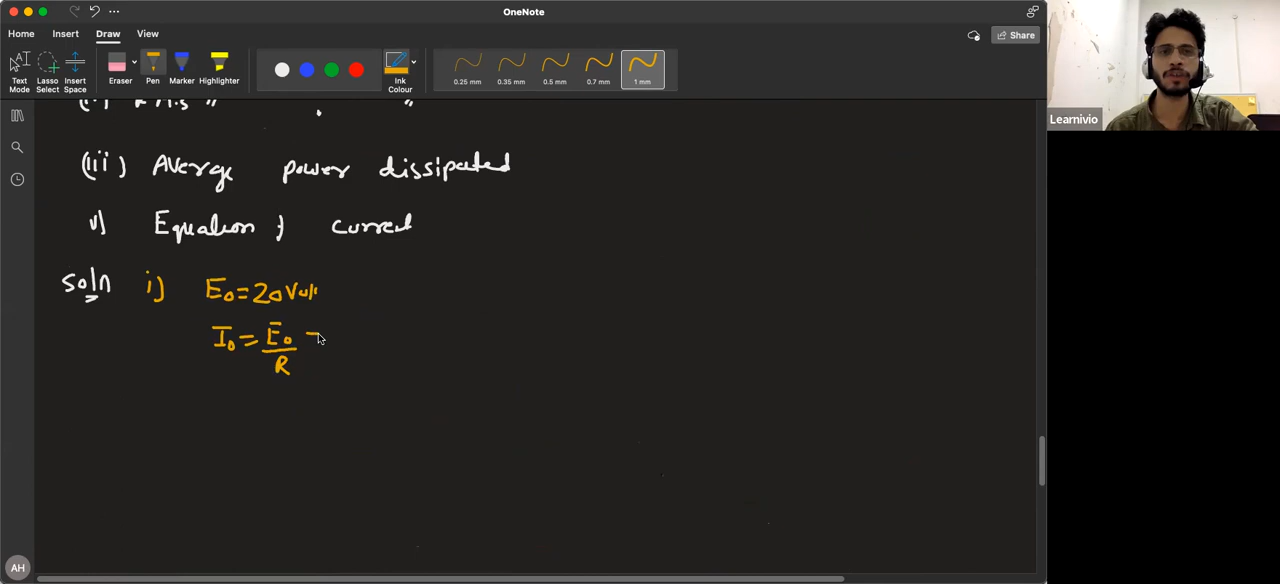 OneNote
Home Insert Draw View
Share
Text Mode
Lasso Select
Insert Space
Eraser
Pen
Marker
Highlighter
Ink Colour
0.25 mm
0.35 mm
0.5 mm
0.7 mm
1 mm
Learnivio
(iii) Average power dissipated
Equation of current
Soln i) E₀ = 20 Volt
I₀ = E₀/R =
AH